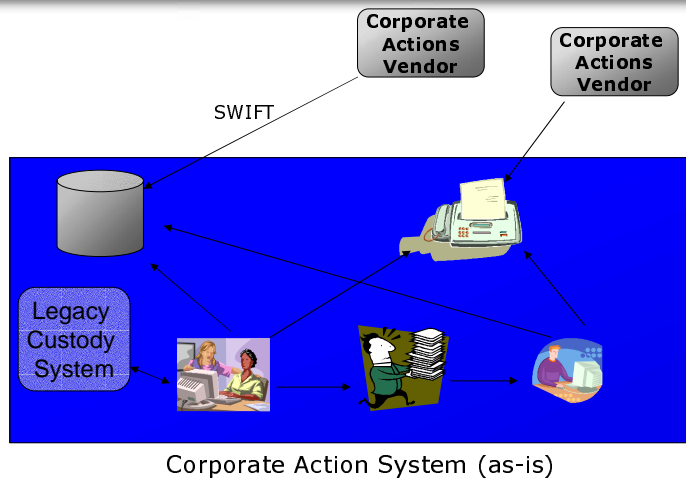 Corporate
Actions
Vendor
Corporate
Actions
Vendor
SWIFT
Legacy
Custody
System
Corporate Action System (as-is)